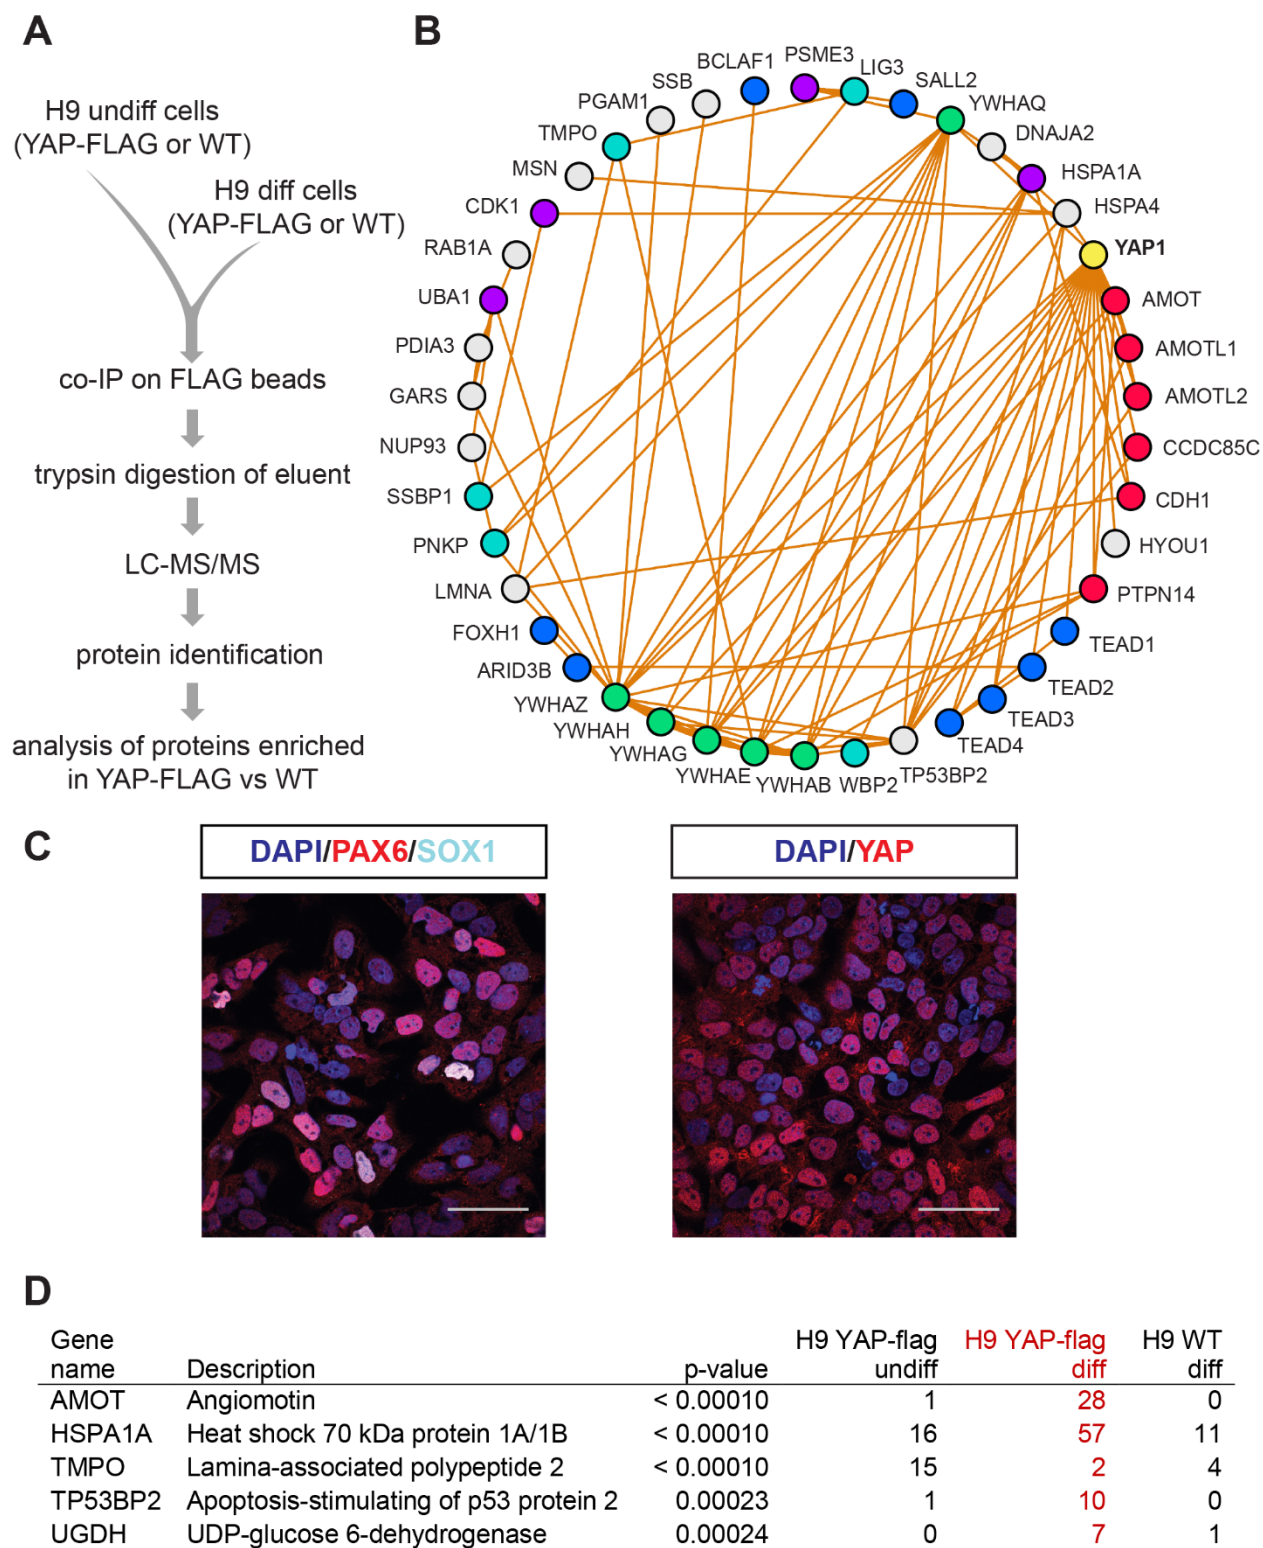 A
H9 undiff cells
(YAP-FLAG or WT)
H9 diff cells
(YAP-FLAG or WT)
co-IP on FLAG beads
trypsin digestion of eluent
LC-MS/MS
protein identification
analysis of proteins enriched
in YAP-FLAG vs WT
B
PSME3
LIG3
SALL2
YWHAQ
DNAJA2
HSPA1A
HSPA4
YAP1
AMOT
AMOTL1
AMOTL2
CCDC85C
CDH1
HYOU1
PTPN14
TEAD1
TEAD2
TEAD3
TEAD4
TP53BP2
WBP2
YWHAB
YWHAE
YWHAG
YWHAH
YWHAZ
ARID3B
FOXH1
LMNA
PNKP
SSBP1
NUP93
GARS
PDIA3
UBA1
RAB1A
CDK1
MSN
TMPO
PGAM1
SSB
BCLAF1
C
DAPI/PAX6/SOX1
DAPI/YAP
D
Gene name Description p-value H9 YAP-flag undiff H9 YAP-flag diff H9 WT diff
AMOT Angiomotin < 0.00010 1 28 0
HSPA1A Heat shock 70 kDa protein 1A/1B < 0.00010 16 57 11
TMPO Lamina-associated polypeptide 2 < 0.00010 15 2 4
TP53BP2 Apoptosis-stimulating of p53 protein 2 0.00023 1 10 0
UGDH UDP-glucose 6-dehydrogenase 0.00024 0 7 1